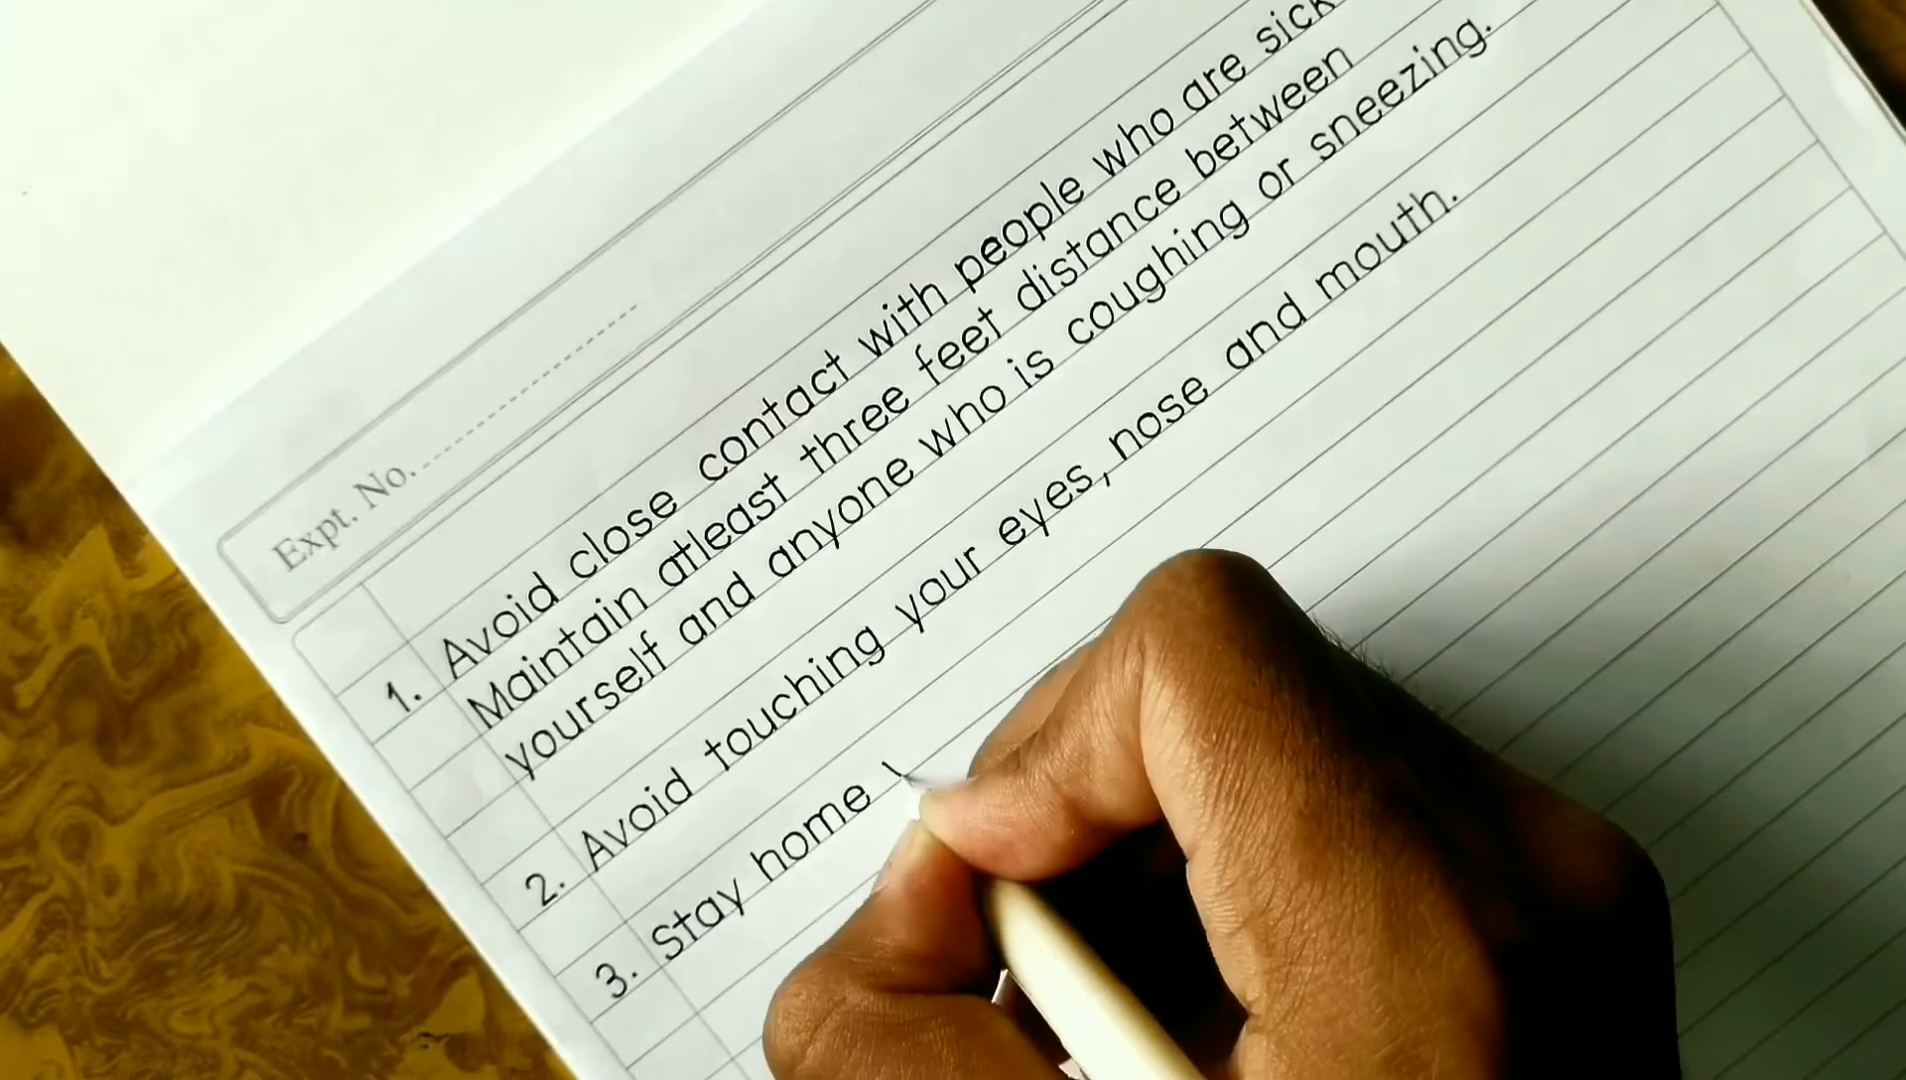 Expt. No.
1. Avoid close contact with people who are sick
Maintain atleast three feet distance between
yourself and anyone who is coughing or sneezing.
2. Avoid touching your eyes, nose and mouth.
3. Stay home